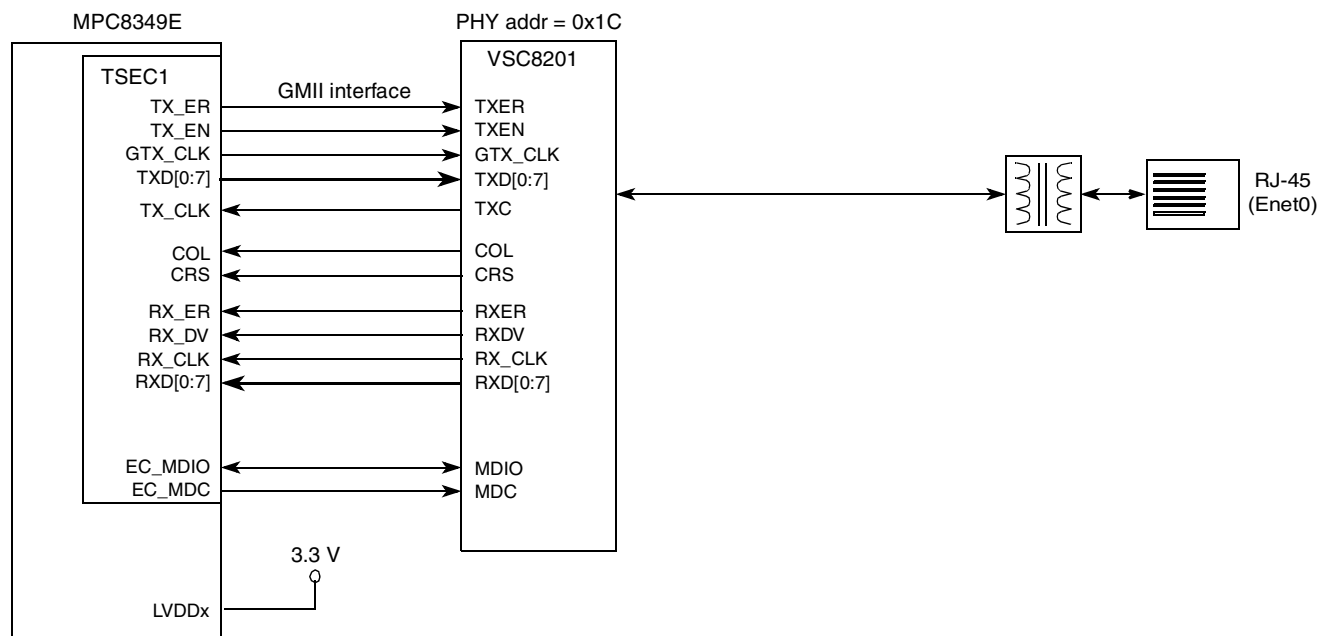 MPC8349E
PHY addr = 0x1C
TSEC1
VSC8201
GMII interface
TX_ER
TXER
TX_EN
TXEN
GTX_CLK
GTX_CLK
TXD[0:7]
TXD[0:7]
TX_CLK
TXC
COL
COL
CRS
CRS
RX_ER
RXER
RX_DV
RXDV
RX_CLK
RX_CLK
RXD[0:7]
RXD[0:7]
EC_MDIO
MDIO
EC_MDC
MDC
RJ-45
(Enet0)
3.3 V
LVDDx